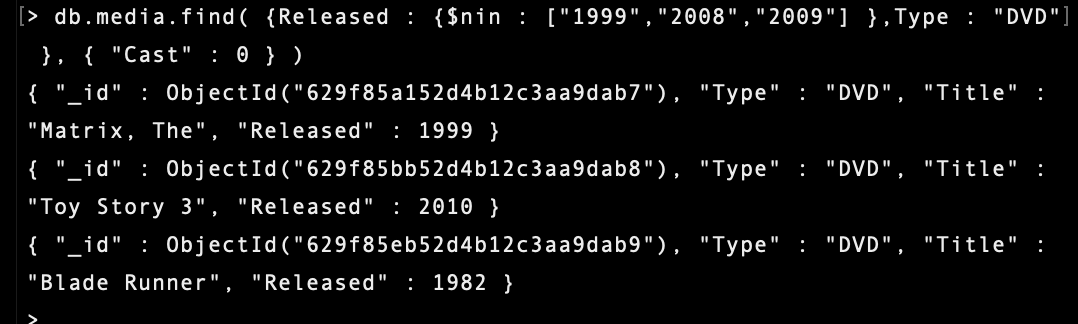 [> db.media.find( {Released : {$nin : ["1999","2008","2009"] },Type : "DVD"]
}, { "Cast" : 0 } )
{ "_id" : ObjectId("629f85a152d4b12c3aa9dab7"), "Type" : "DVD", "Title" :
"Matrix, The", "Released" : 1999 }
{ "_id" : ObjectId("629f85bb52d4b12c3aa9dab8"), "Type" : "DVD", "Title" :
"Toy Story 3", "Released" : 2010 }
{ "_id" : ObjectId("629f85eb52d4b12c3aa9dab9"), "Type" : "DVD", "Title" :
"Blade Runner", "Released" : 1982 }
>